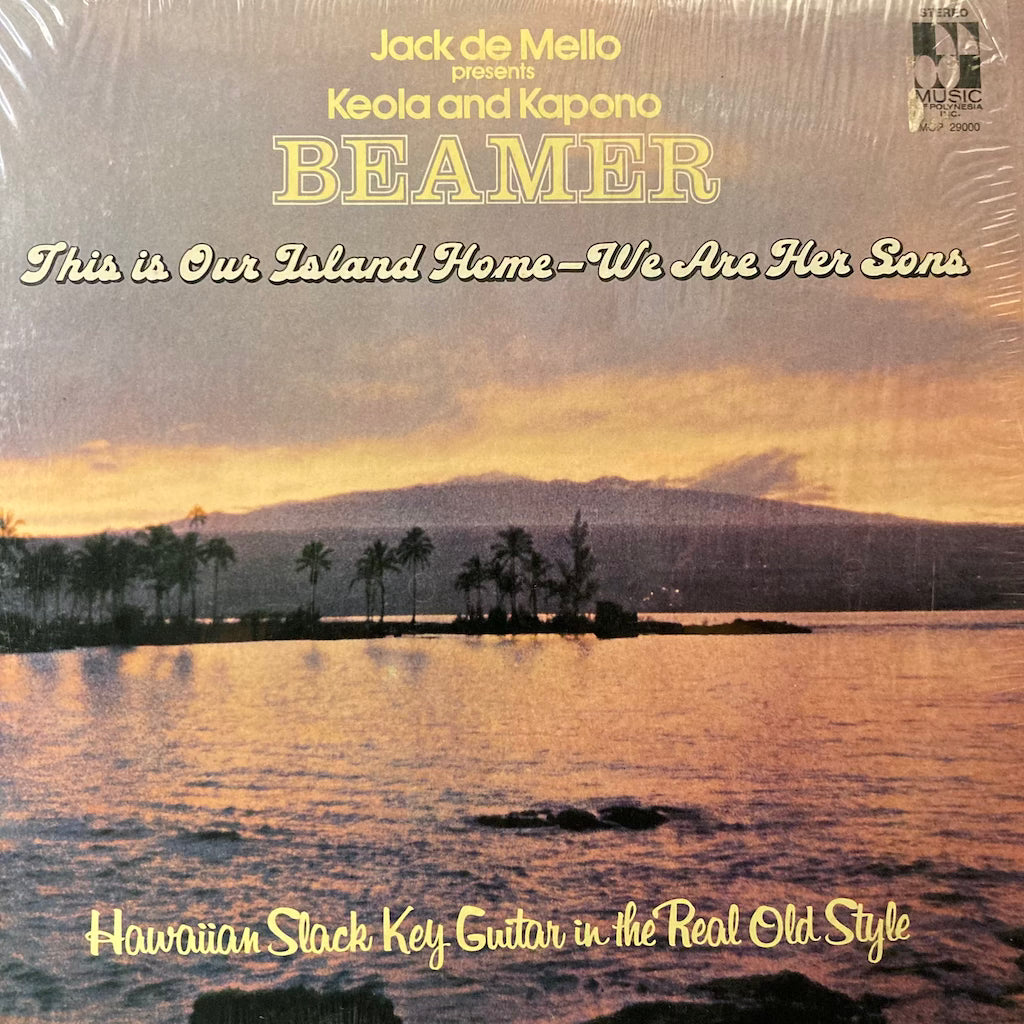 STEREO
MUSIC
OF POLYNESIA
INC.
MOP 29000
Jack de Mello
presents
Keola and Kapono
BEAMER
This is Our Island Home–We Are Her Sons
Hawaiian Slack Key Guitar in the Real Old Style